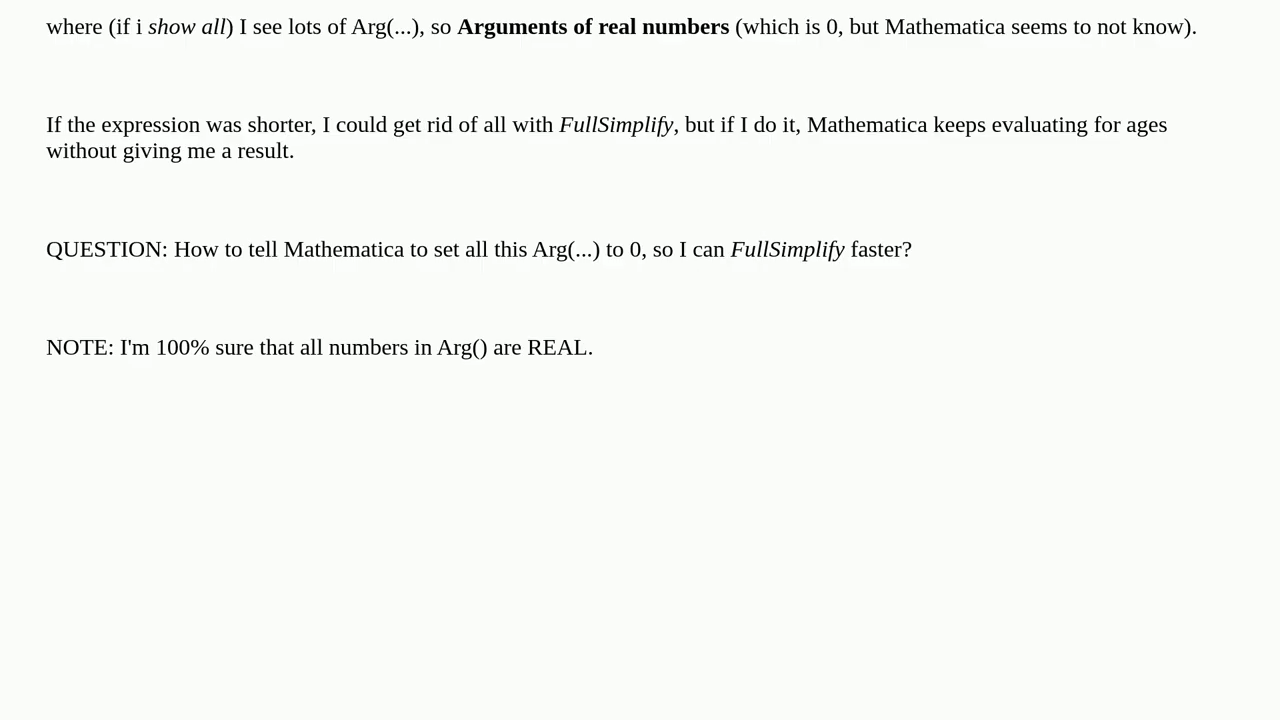 where (if i show all) I see lots of Arg(...), so Arguments of real numbers (which is 0, but Mathematica seems to not know).
If the expression was shorter, I could get rid of all with FullSimplify, but if I do it, Mathematica keeps evaluating for ages
without giving me a result.
QUESTION: How to tell Mathematica to set all this Arg(...) to 0, so I can FullSimplify faster?
NOTE: I'm 100% sure that all numbers in Arg() are REAL.